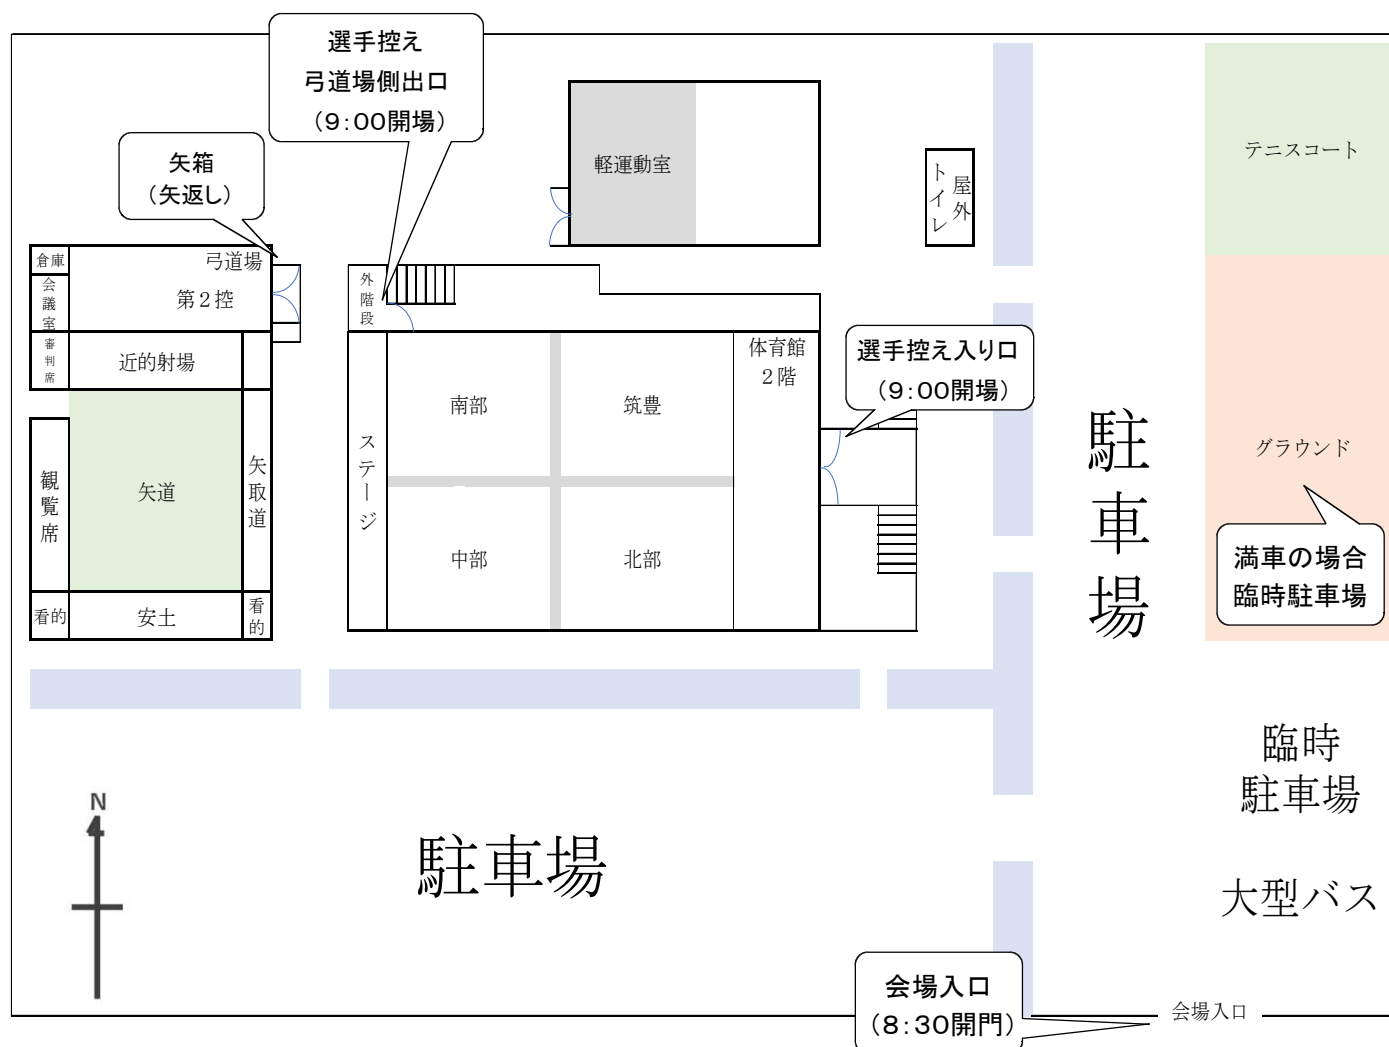 選手控え
弓道場側出口
（9：00開場）
矢箱
（矢返し）
軽運動室
屋外
トイレ
テニスコート
倉庫
弓道場
会議室
第２控
外階段
審判席
近的射場
体育館
２階
選手控え入り口
（9：00開場）
南部
筑豊
ステージ
グラウンド
駐車場
観覧席
矢道
矢取道
中部
北部
満車の場合
臨時駐車場
看的
安土
看的
臨時
駐車場
大型バス
N
駐車場
会場入口
（8：30開門）
会場入口